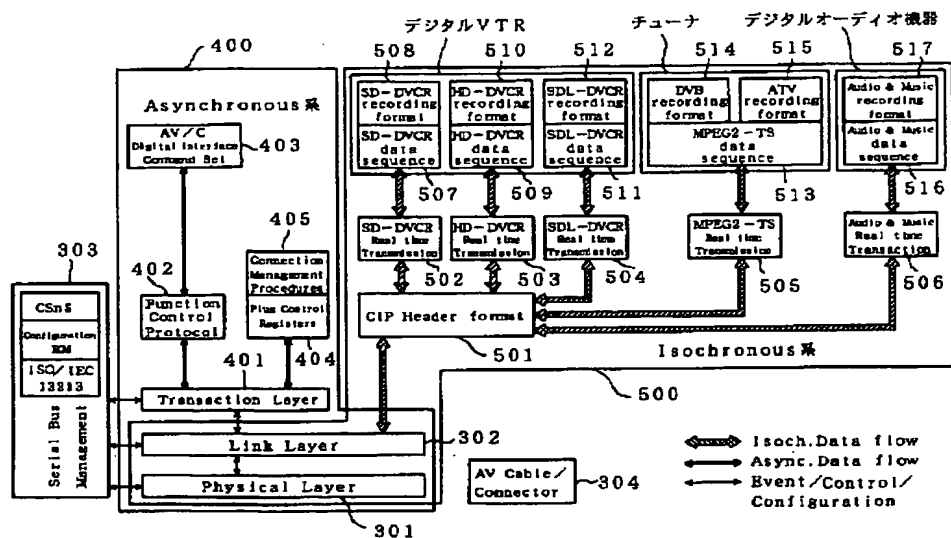 デジタルVTR
チューナ
デジタルオーディオ機器
400
508
510
512
514
515
517
Asynchronous系
SD-DVCR
recording
format
SD-DVCR
data
sequence
HD-DVCR
recording
format
HD-DVCR
data
sequence
SDL-DVCR
recording
format
SDL-DVCR
data
sequence
DVB
recording
format
ATV
recording
format
MPEG2-TS
data
sequence
Audio & Music
recording
format
Audio & Music
data
sequence
AV/C
Digital Interface
Command Set
403
507
509
511
513
516
405
303
402
SD-DVCR
Real time
Transmission
HD-DVCR
Real time
Transmission
SDL-DVCR
Real time
Transmission
MPEG2-TS
Real time
Transmission
Audio & Music
Real time
Transaction
502
503
504
505
506
Connection
Management
Procedures
Plus Control
Registers
CSRs
Configuration
ROM
ISO/IEC
13213
Function
Control
Protocol
404
401
CIP Header format
501
Isochronous系
500
Transaction Layer
Serial Bus
Management
Link Layer
302
Physical Layer
301
AV Cable/
Connector
304
Isoch.Data flow
Async.Data flow
Event/Control/
Configuration